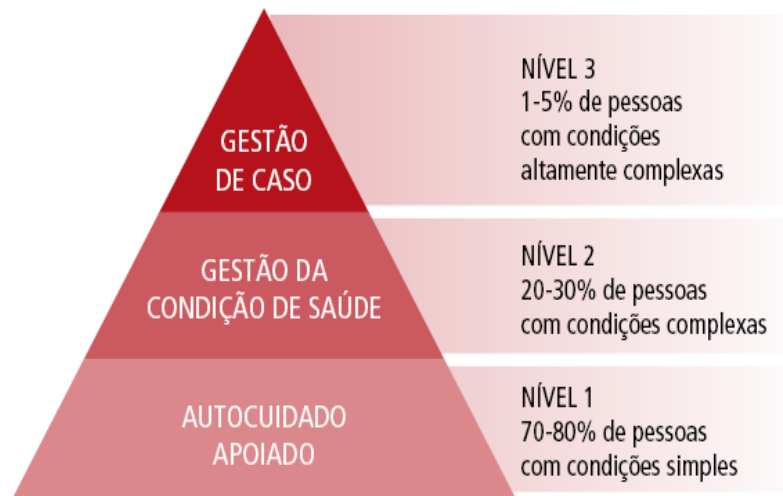 GESTÃO
DE CASO
NÍVEL 3
1-5% de pessoas
com condições
altamente complexas
GESTÃO DA
CONDIÇÃO DE SAÚDE
NÍVEL 2
20-30% de pessoas
com condições complexas
AUTOCUIDADO
APOIADO
NÍVEL 1
70-80% de pessoas
com condições simples